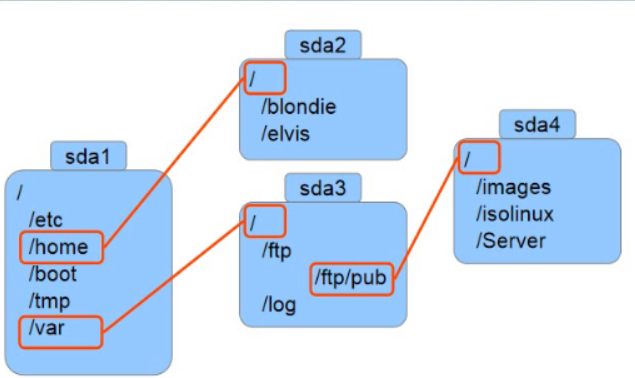 sda1
/
/etc
/home
/boot
/tmp
/var
sda2
/
/blondie
/elvis
sda3
/
/ftp
/ftp/pub
/log
sda4
/
/images
/isolinux
/Server